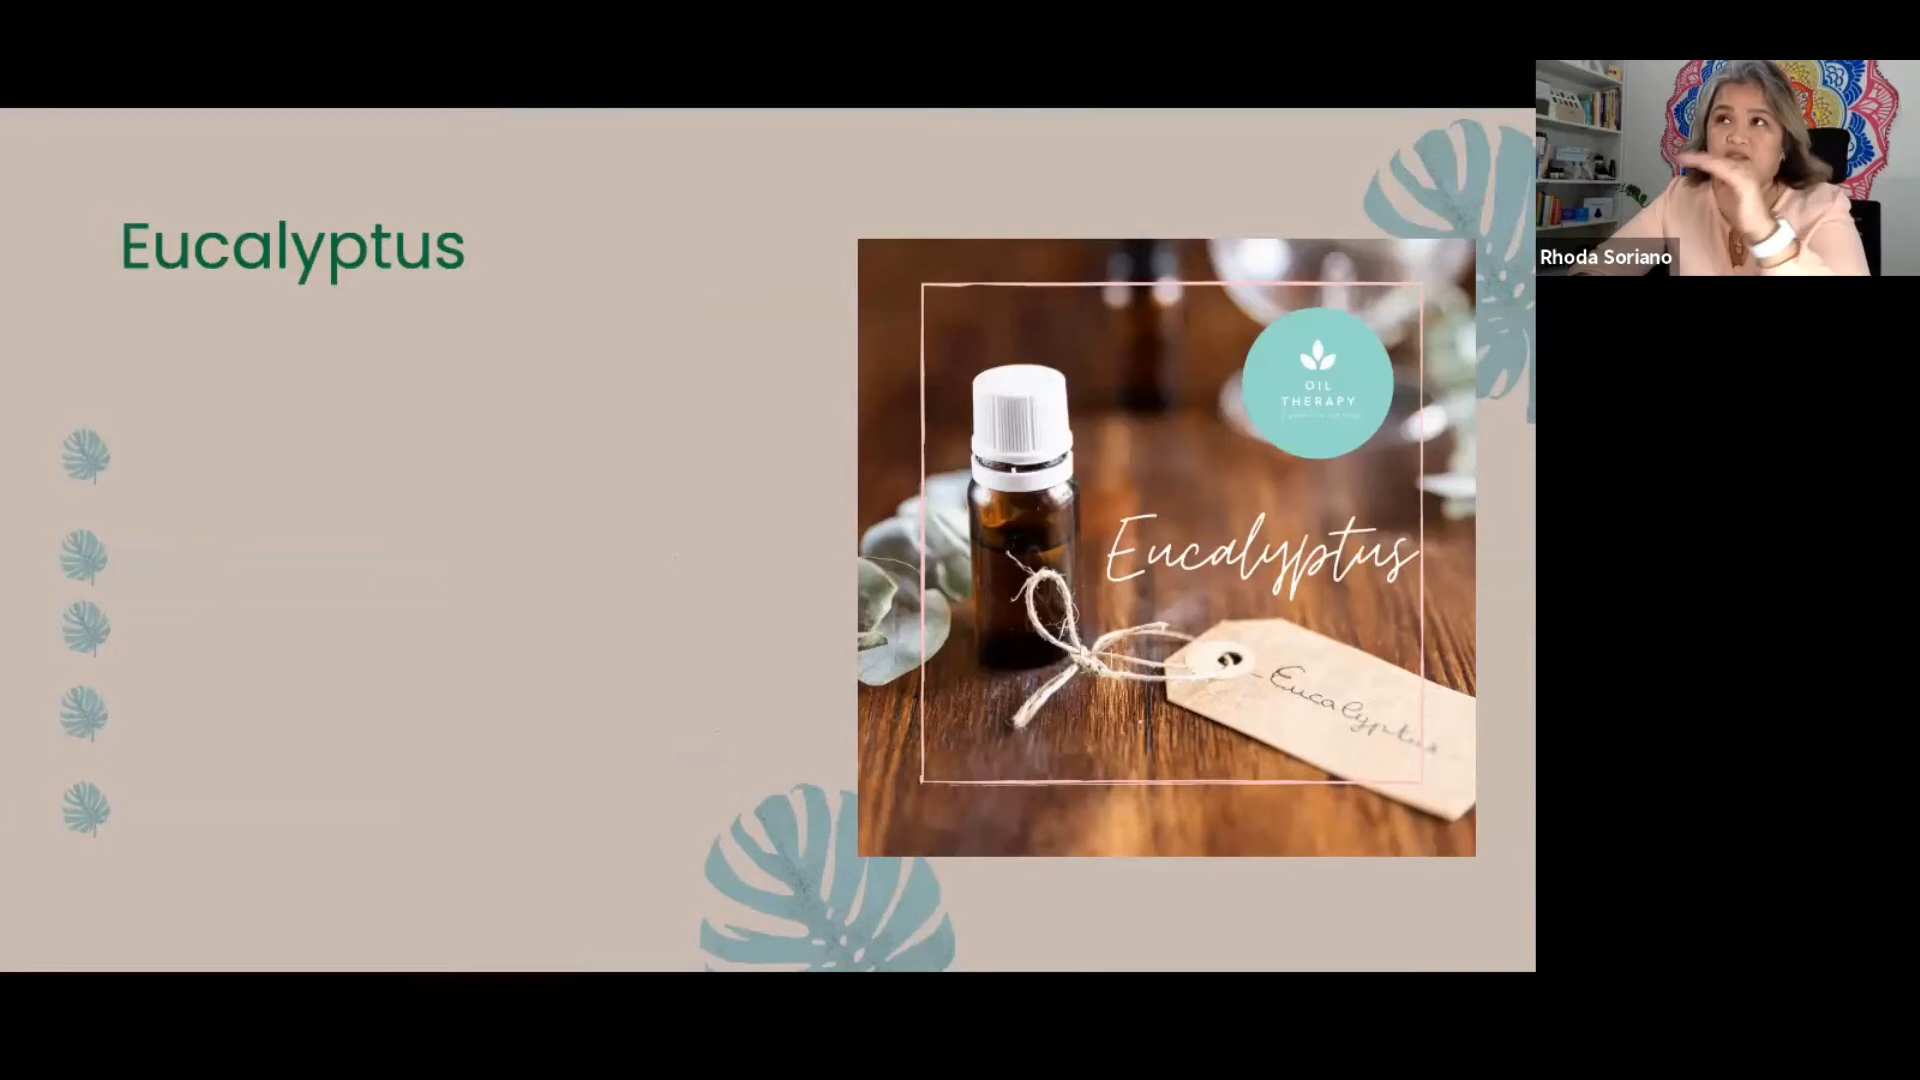 Eucalyptus
Rhoda Soriano
OIL
THERAPY
Eucalyptus
Eucalyptus